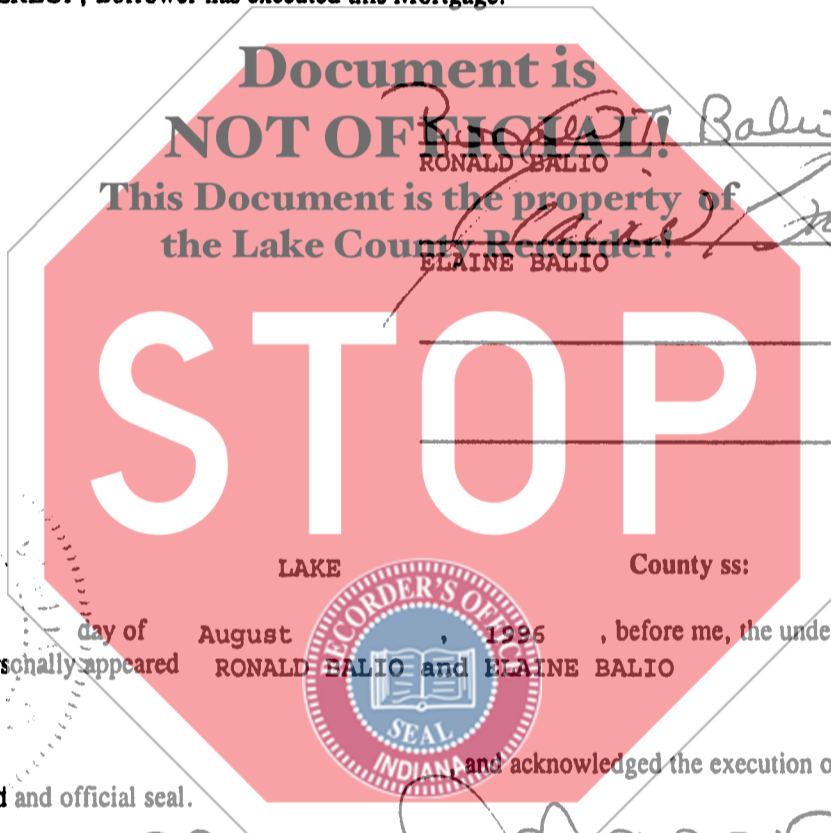 Borrower has executed this Mortgage.
Document is
NOT OFFICIAL!
Balio
RONALD BALIO
This Document is the property of
the Lake County Recorder!
ELAINE BALIO
STOP
LAKE County ss:
day of August , 1996 , before me, the unde
appeared RONALD BALIO and ELAINE BALIO
RECORDER'S OFFICE
SEAL
INDIANA
, and acknowledged the execution o
d and official seal.